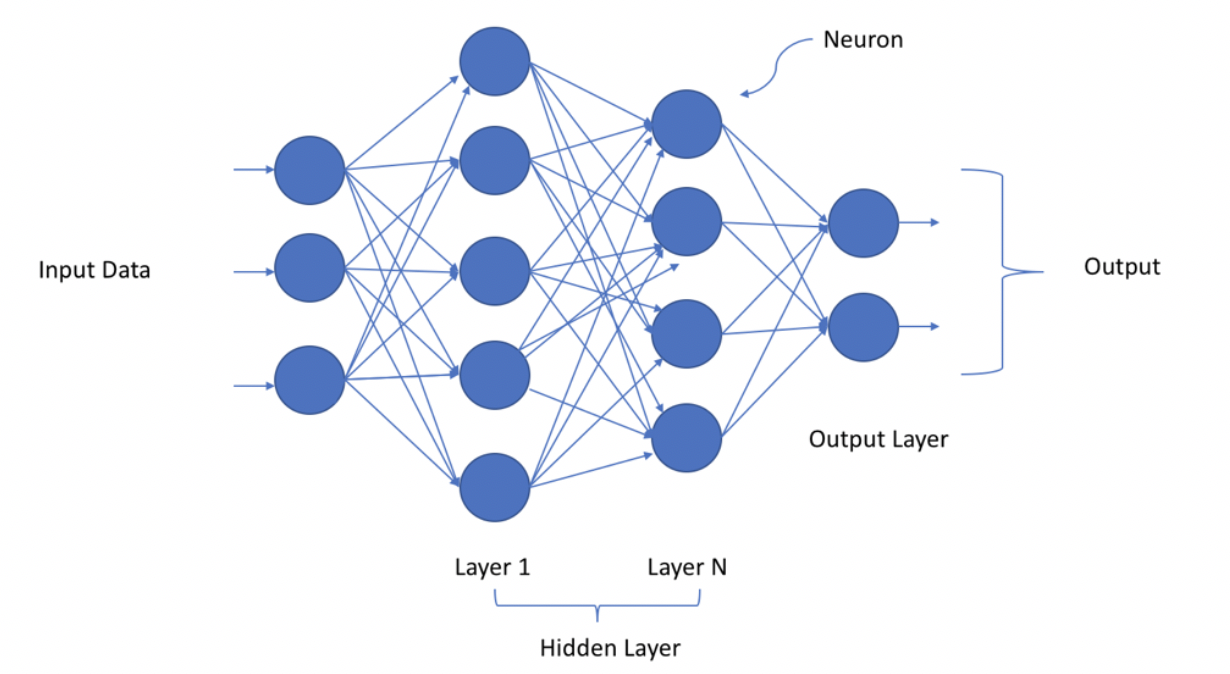 Neuron
Input Data
Output
Output Layer
Layer 1
Layer N
Hidden Layer